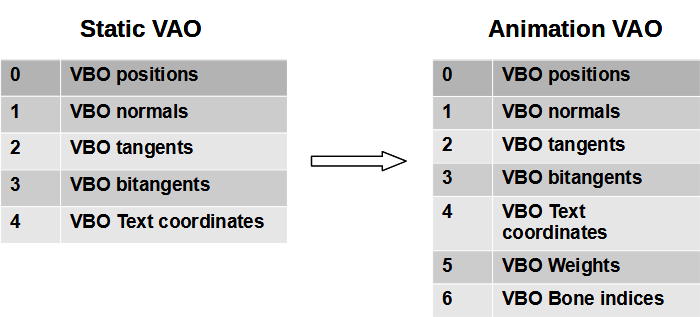 Static VAO
0 VBO positions
1 VBO normals
2 VBO tangents
3 VBO bitangents
4 VBO Text coordinates
Animation VAO
0 VBO positions
1 VBO normals
2 VBO tangents
3 VBO bitangents
4 VBO Text
coordinates
5 VBO Weights
6 VBO Bone indices